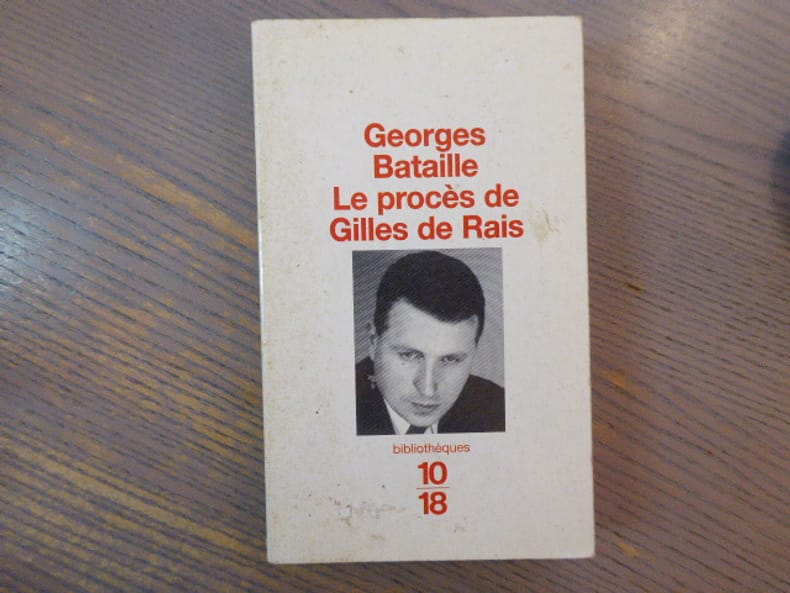 Georges
Bataille
Le procès de
Gilles de Rais
bibliothèques
10
18